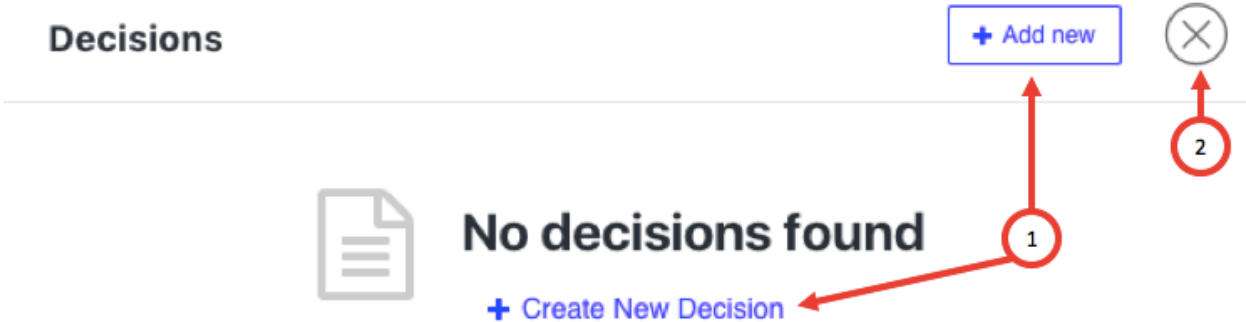 Decisions
+ Add new
2
No decisions found
1
+ Create New Decision